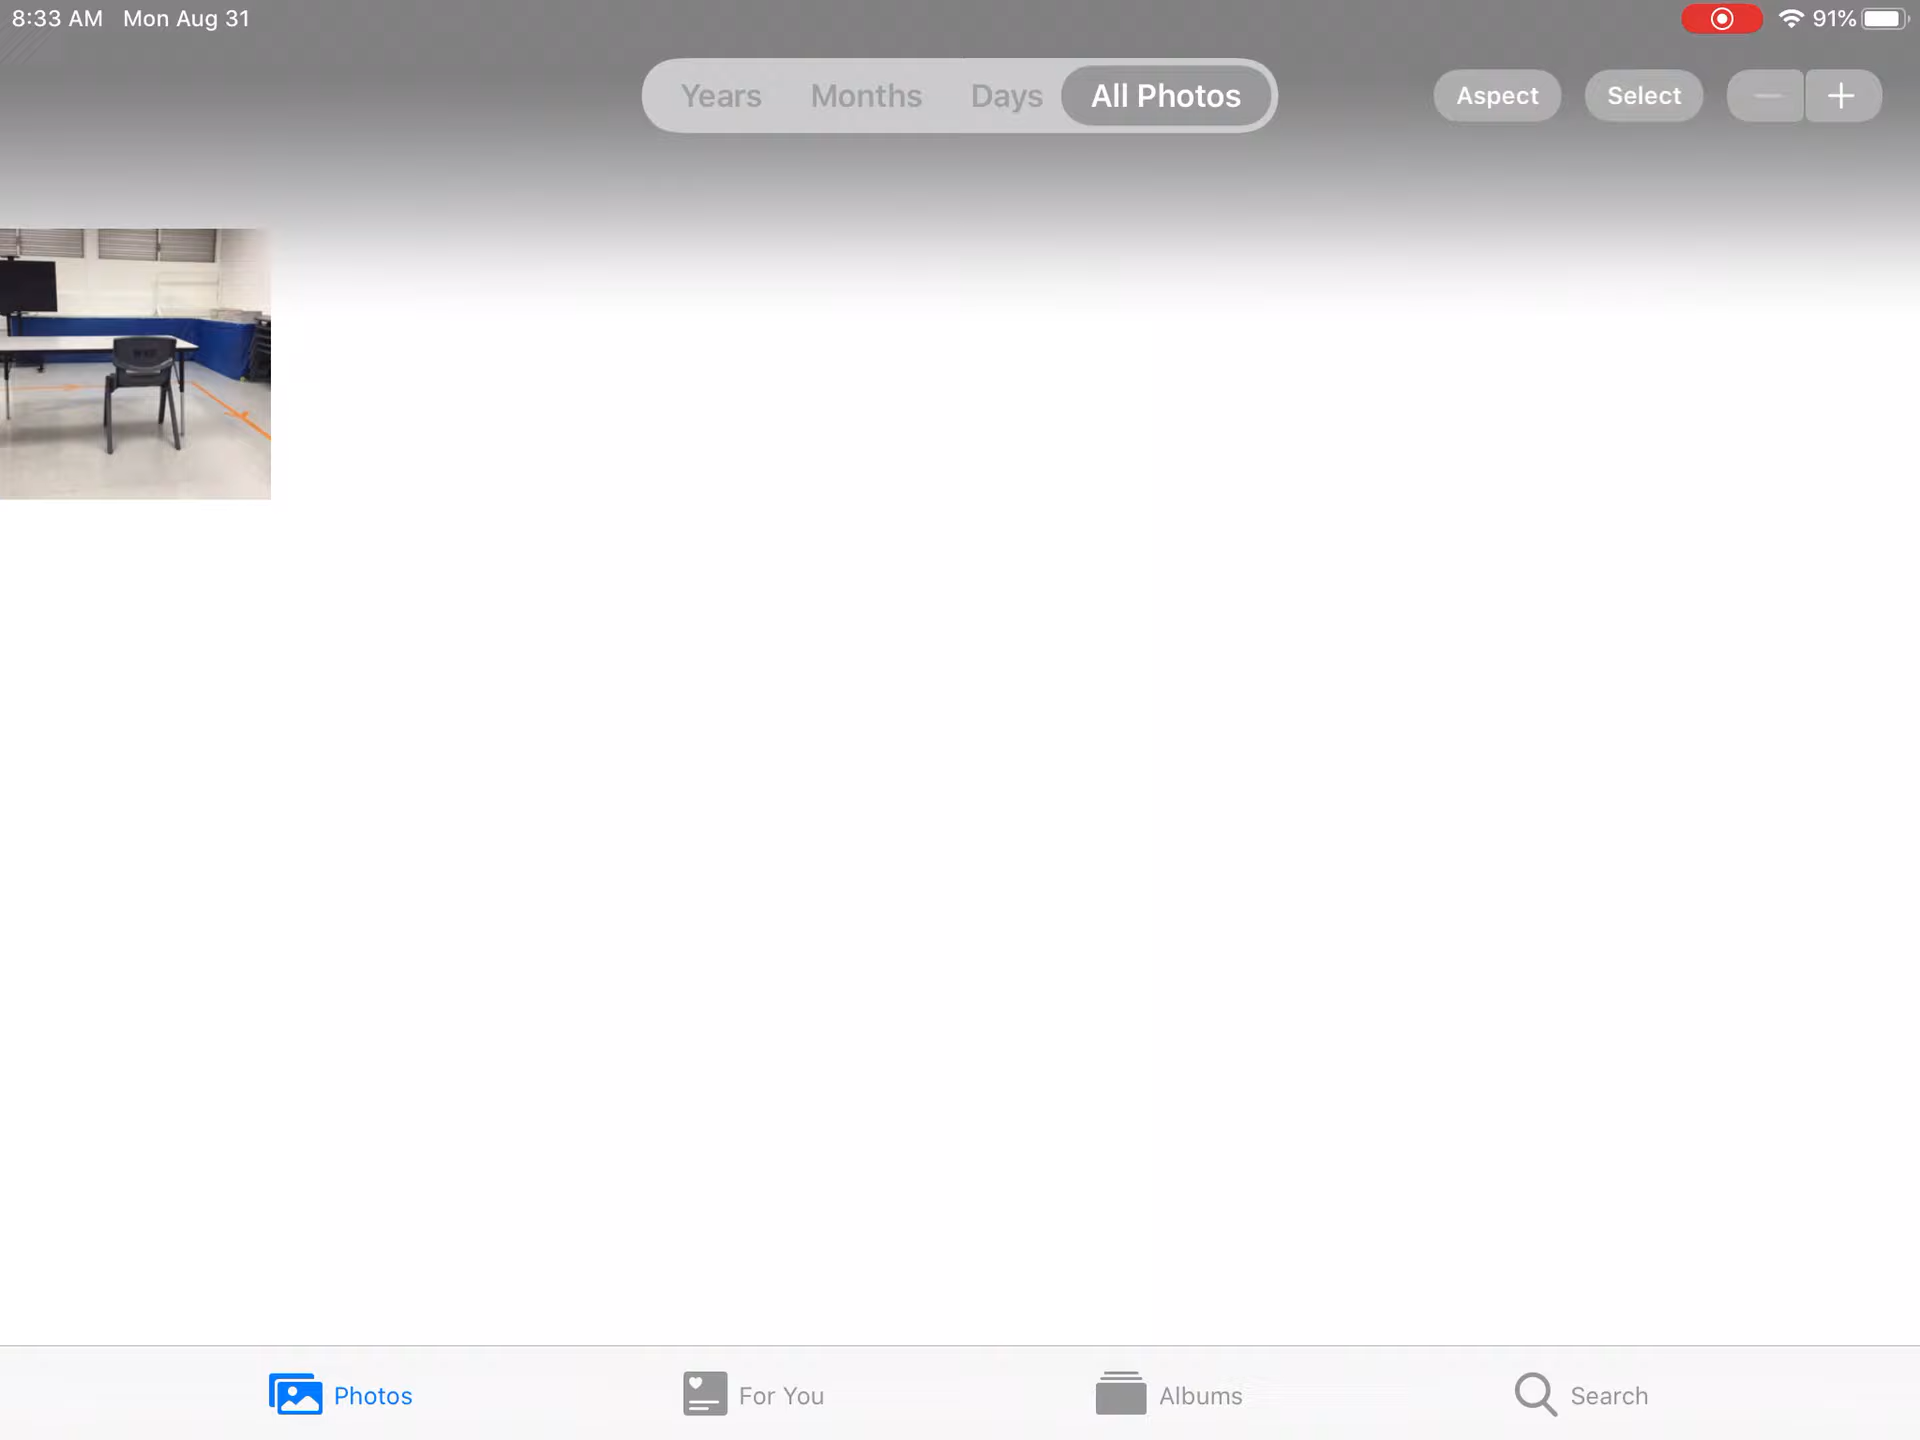 8:33 AM Mon Aug 31
91%
Years Months Days All Photos
Aspect Select
Photos For You Albums Search